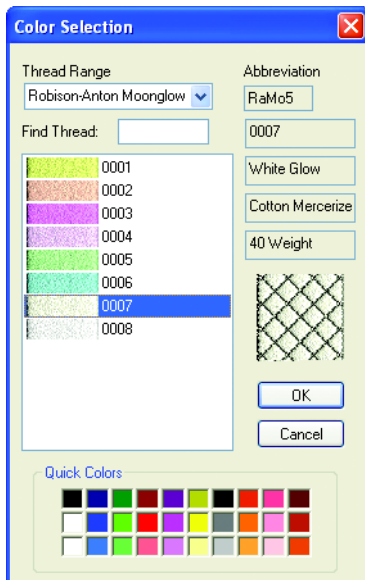 Color Selection
Thread Range
Abbreviation
Robison-Anton Moonglow
RaMo5
Find Thread:
0007
0001
0002
0003
0004
0005
0006
0007
0008
White Glow
Cotton Mercerize
40 Weight
OK
Cancel
Quick Colors